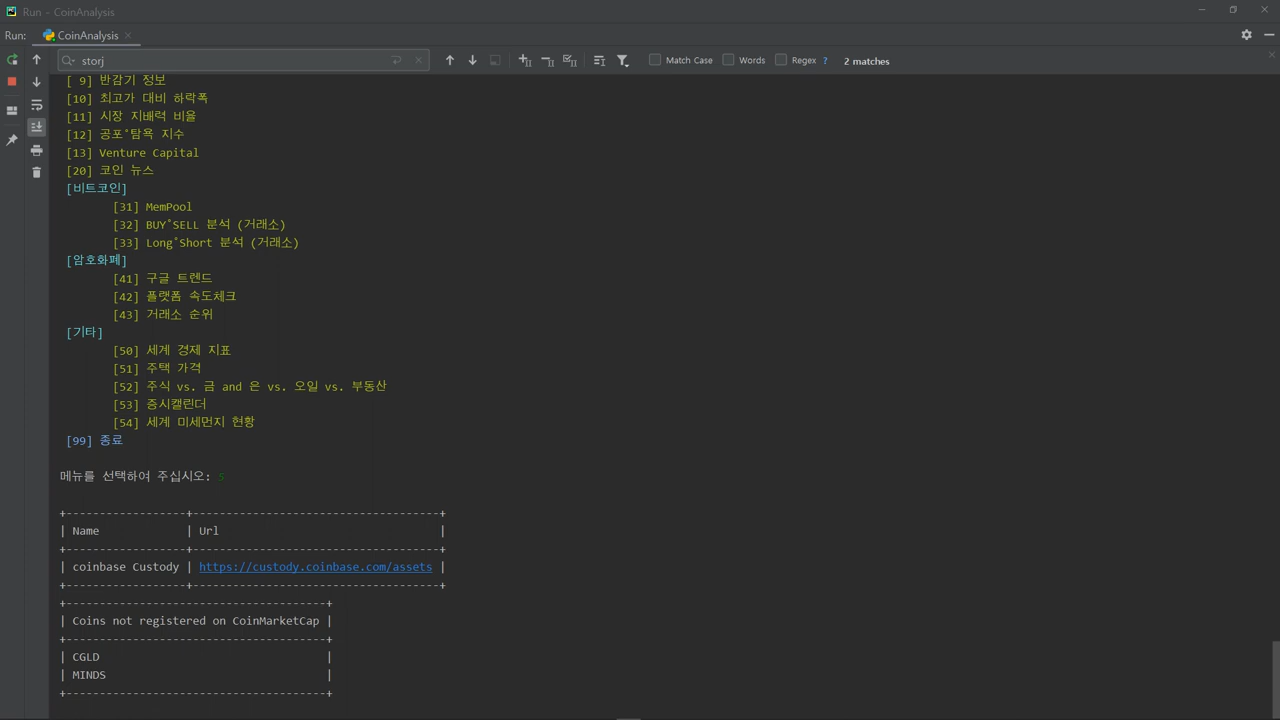 Run - CoinAnalysis
Run: CoinAnalysis
storj Match Case Words Regex ? 2 matches
[ 9] 반감기 정보
[10] 최고가 대비 하락폭
[11] 시장 지배력 비율
[12] 공포*탐욕 지수
[13] Venture Capital
[20] 코인 뉴스
[비트코인]
[31] MemPool
[32] BUY*SELL 분석 (거래소)
[33] Long*Short 분석 (거래소)
[암호화폐]
[41] 구글 트렌드
[42] 플랫폼 속도체크
[43] 거래소 순위
[기타]
[50] 세계 경제 지표
[51] 주택 가격
[52] 주식 vs. 금 and 은 vs. 오일 vs. 부동산
[53] 증시캘린더
[54] 세계 미세먼지 현황
[99] 종료
메뉴를 선택하여 주십시오: 5
+------------------+--------------------------------------+
| Name | Url |
+------------------+--------------------------------------+
| coinbase Custody | https://custody.coinbase.com/assets |
+------------------+--------------------------------------+
+----------------------------------------+
| Coins not registered on CoinMarketCap |
+----------------------------------------+
| CGLD |
| MINDS |
+----------------------------------------+